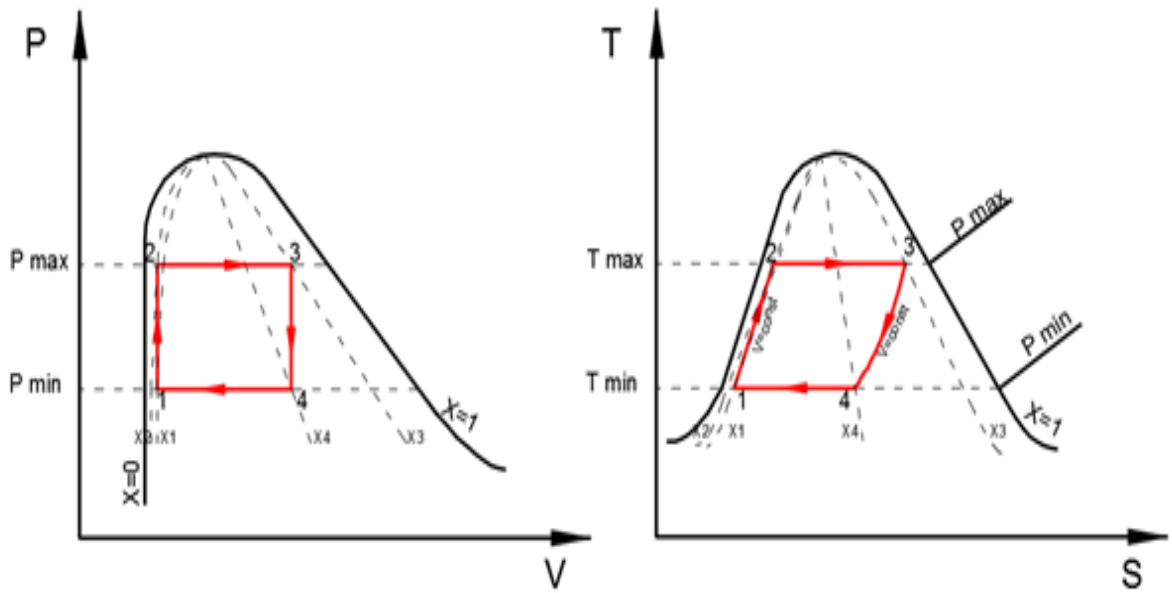 P
P max
P min
2
3
1
4
X2
X1
X4
X3
X=0
X=1
V
T
T max
T min
2
3
1
4
V=const
V=const
P max
P min
X2
X1
X4
X3
X=1
S